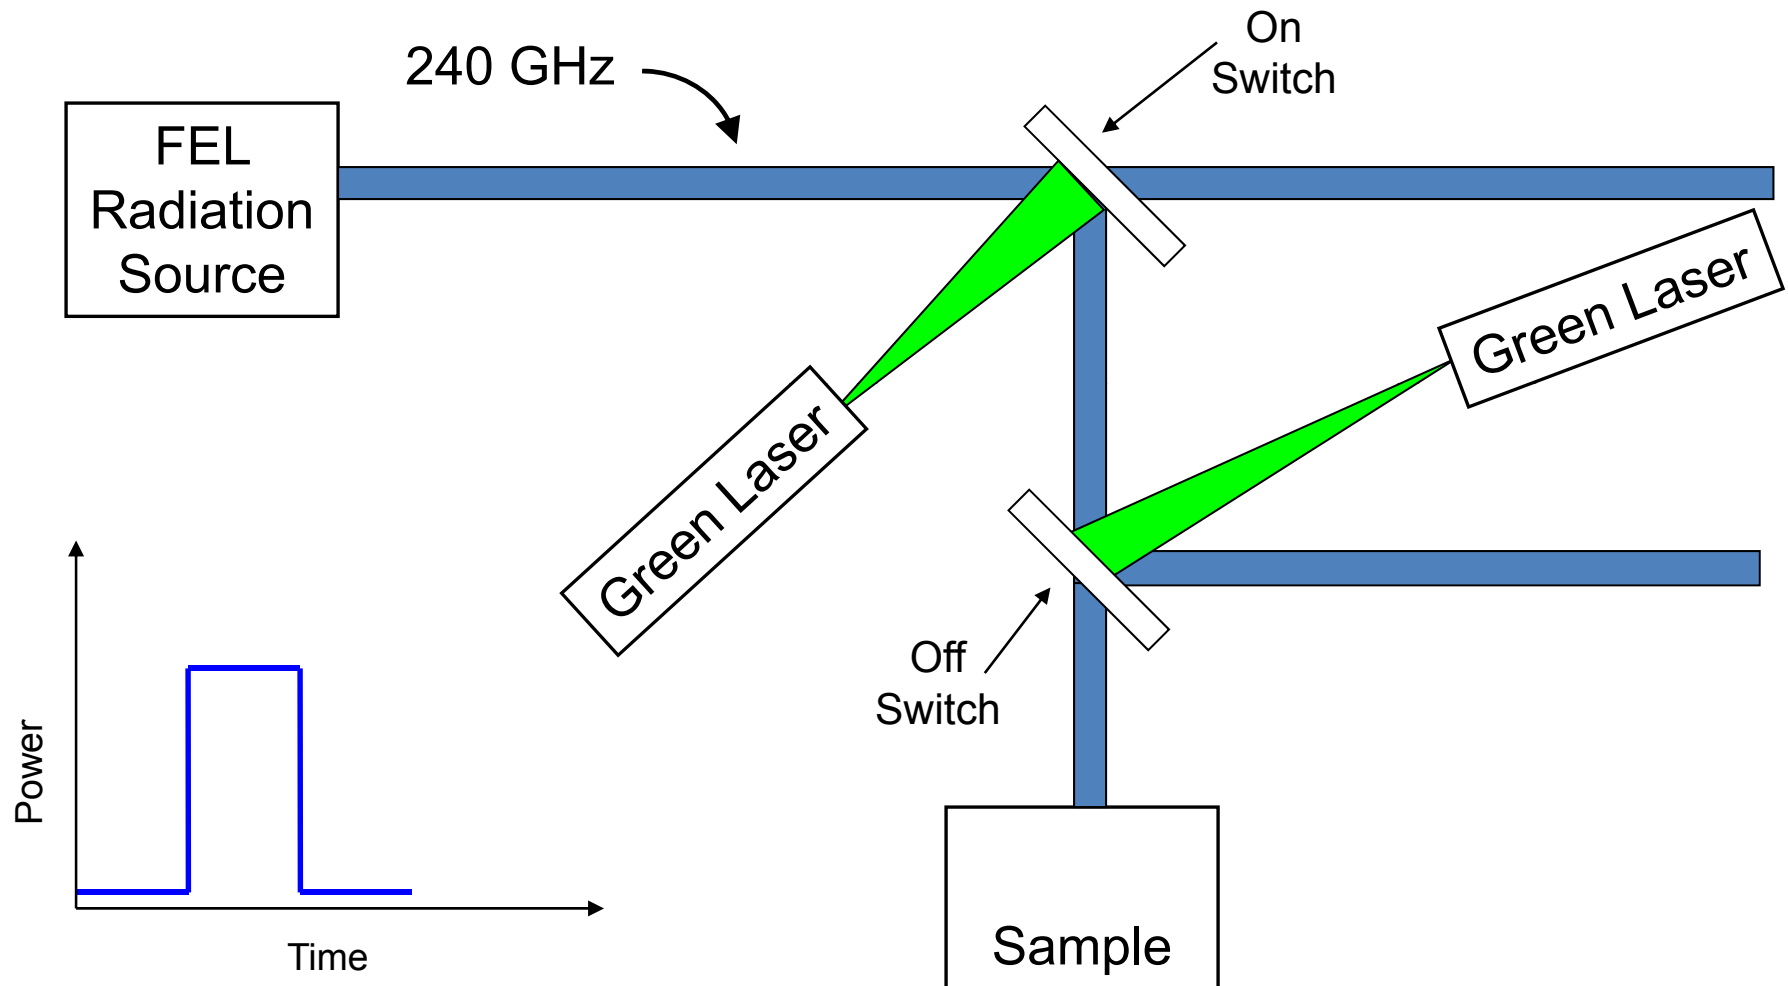 240 GHz
On
Switch
FEL
Radiation
Source
Green Laser
Green Laser
Off
Switch
Power
Time
Sample